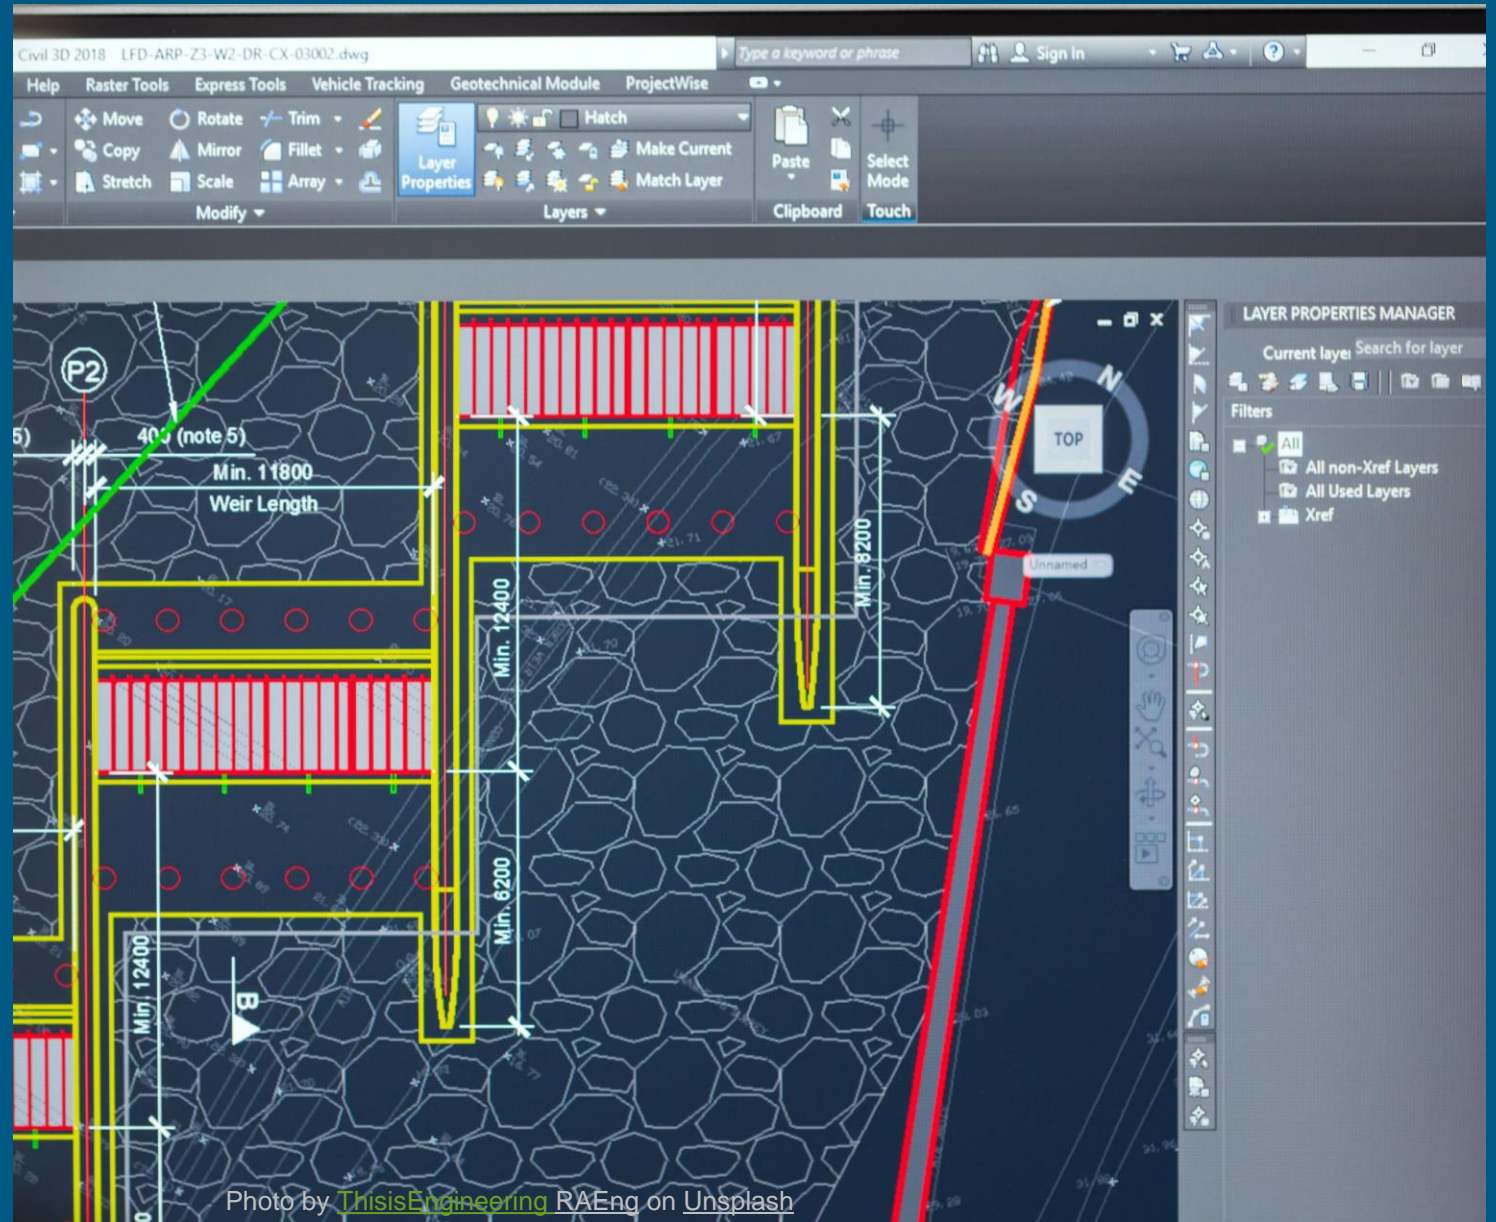 Civil 3D 2018 LFD-ARP-Z3-W2-DR-CX-03002.dwg
Type a keyword or phrase
Sign In
Help Raster Tools Express Tools Vehicle Tracking Geotechnical Module ProjectWise
Move Rotate Trim
Copy Mirror Fillet
Stretch Scale Array
Modify
Layer
Properties
Hatch
Make Current
Match Layer
Layers
Paste
Clipboard
Select
Mode
Touch
LAYER PROPERTIES MANAGER
Search for layer
Filters
All
All non-Xref Layers
All Used Layers
Xref
N
W
TOP
E
S
Unnamed
P2
5)
(note 5)
Min. 11800
Weir Length
Min. 12400
Min. 8200
Min. 6200
Min. 12400
B
21.71
Photo by ThisisEngineering RAEng on Unsplash